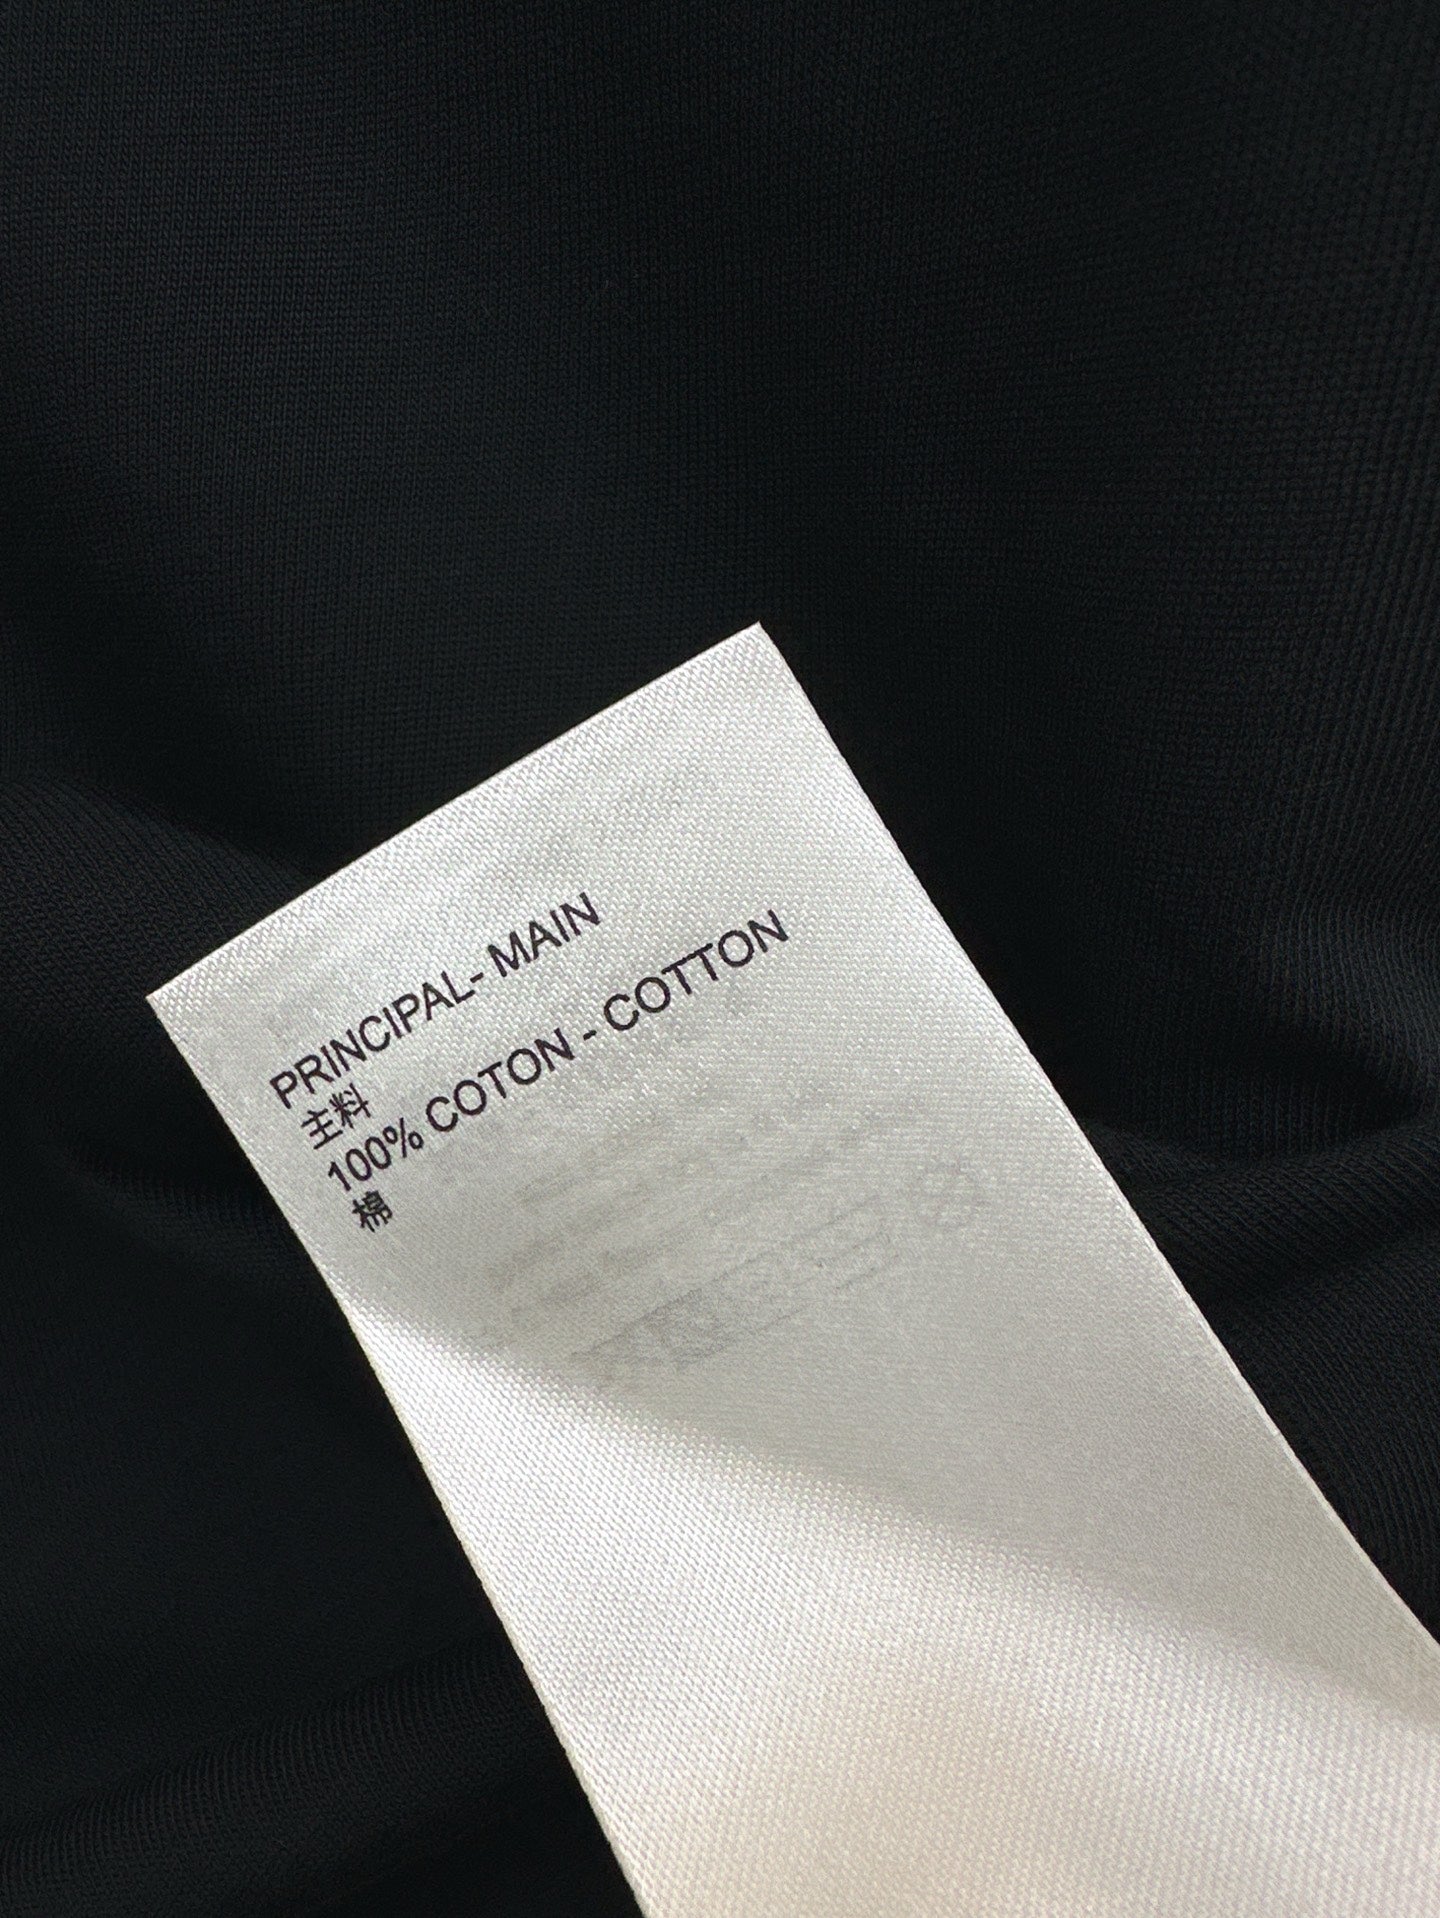 PRINCIPAL- MAIN
主料
100% COTON - COTTON
棉